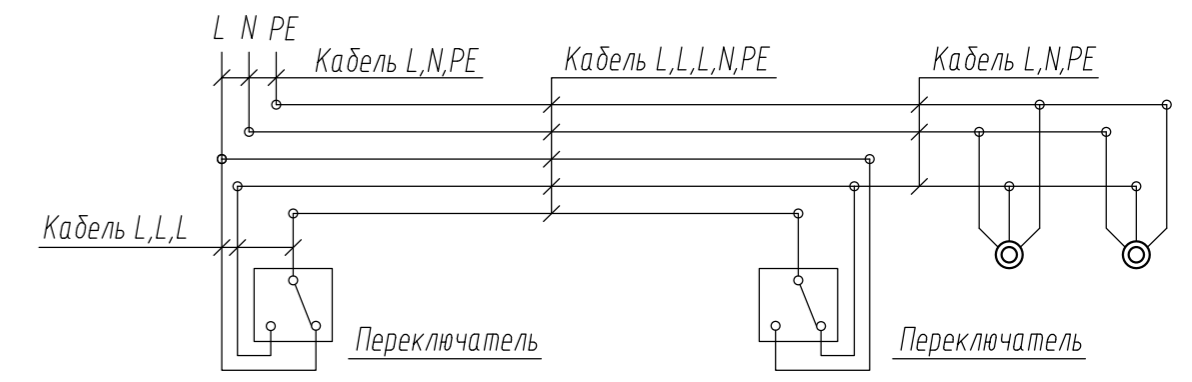 L N PE
Кабель L,N,PE
Кабель L,L,L,N,PE
Кабель L,N,PE
Кабель L,L,L
Переключатель
Переключатель